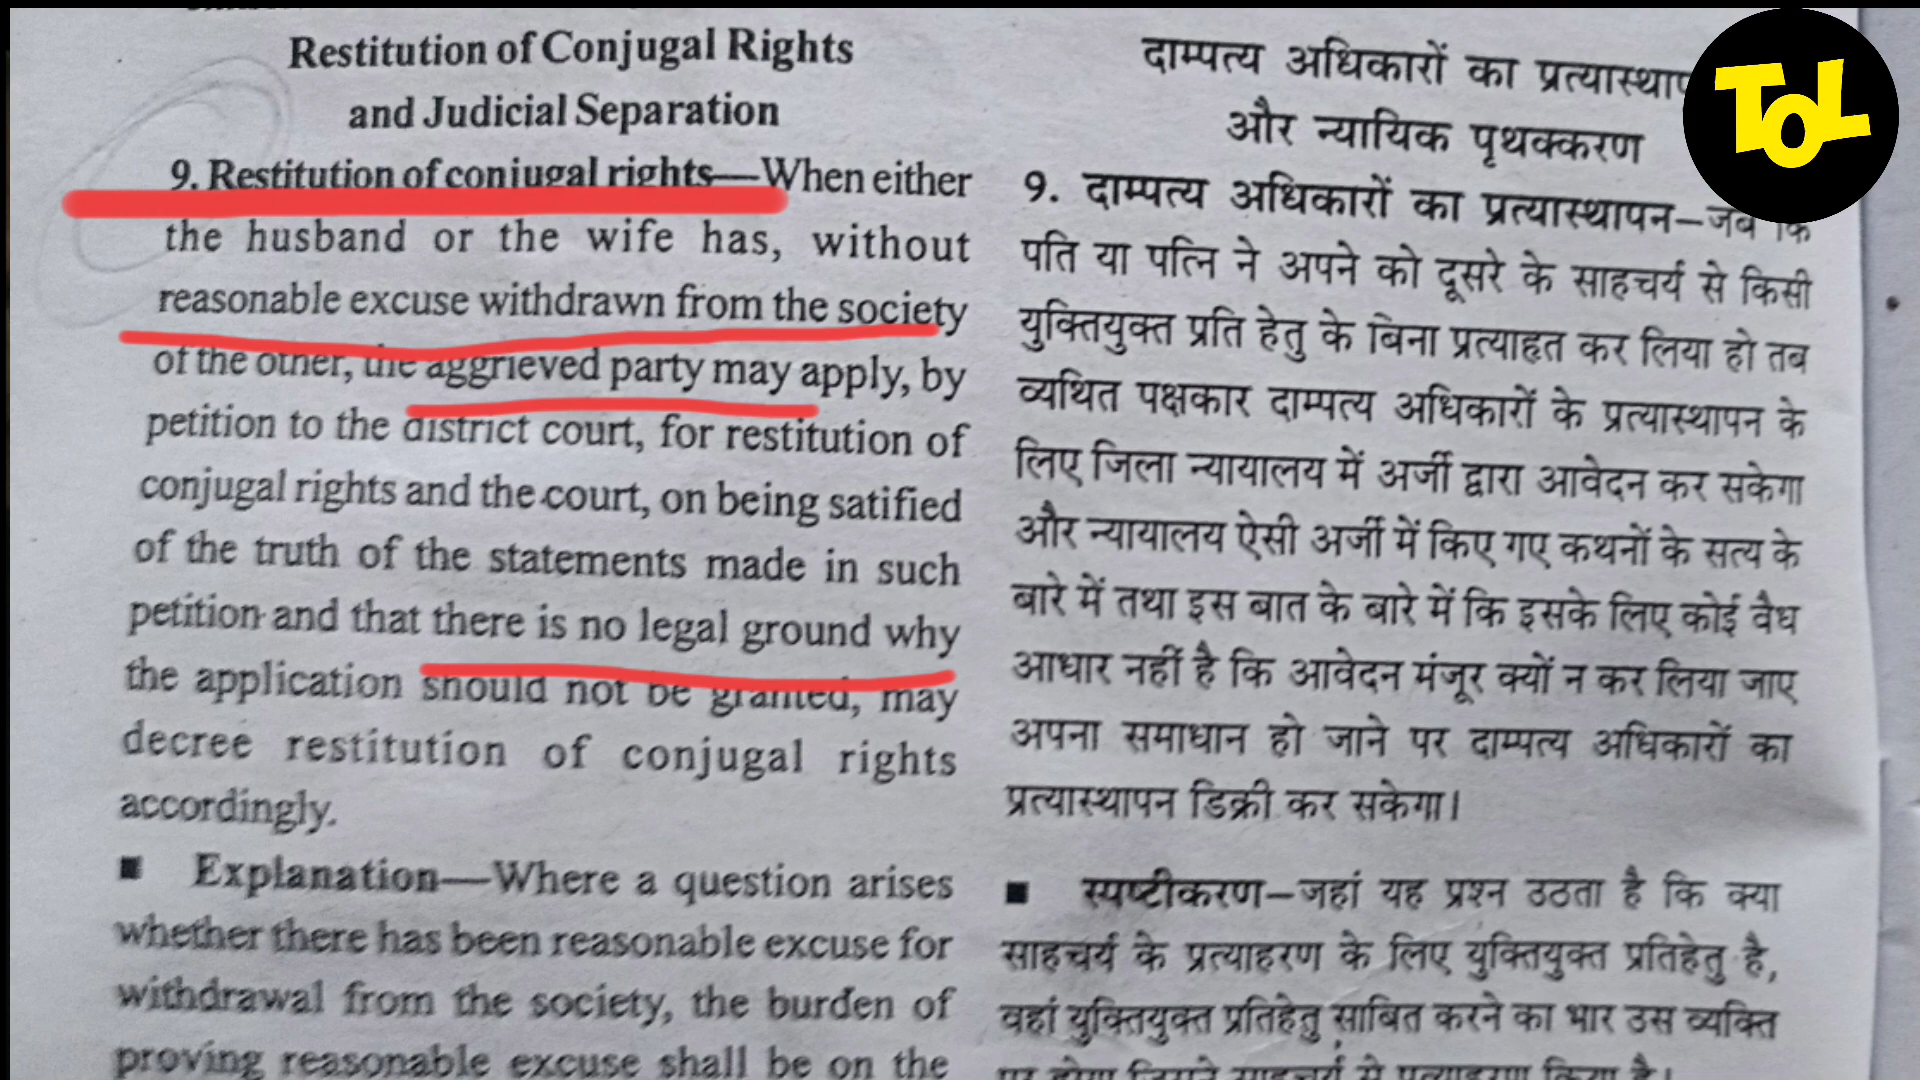 Restitution of Conjugal Rights
and Judicial Separation
9. Restitution of conjugal rights—When either
the husband or the wife has, without
reasonable excuse withdrawn from the society
of the other, the aggrieved party may apply, by
petition to the district court, for restitution of
conjugal rights and the court, on being satified
of the truth of the statements made in such
petition and that there is no legal ground why
the application should not be granted, may
decree restitution of conjugal rights
accordingly.
■ Explanation—Where a question arises
whether there has been reasonable excuse for
withdrawal from the society, the burden of
proving reasonable excuse shall be on the
दाम्पत्य अधिकारों का
और न्यायिक पृथक्करण
9. दाम्पत्य अधिकारों का प्रत्यास्थापन–जब कि
पति या पत्नि ने अपने को दूसरे के साहचर्य से किसी
युक्तियुक्त प्रति हेतु के बिना प्रत्याहृत कर लिया हो तब
व्यथित पक्षकार दाम्पत्य अधिकारों के प्रत्यास्थापन के
लिए जिला न्यायालय में अर्जी द्वारा आवेदन कर सकेगा
और न्यायालय ऐसी अर्जी में किए गए कथनों के सत्य के
बारे में तथा इस बात के बारे में कि इसके लिए कोई वैध
आधार नहीं है कि आवेदन मंजूर क्यों न कर लिया जाए
अपना समाधान हो जाने पर दाम्पत्य अधिकारों का
प्रत्यास्थापन डिक्री कर सकेगा।
■ स्पष्टीकरण–जहां यह प्रश्न उठता है कि क्या
साहचर्य के प्रत्याहरण के लिए युक्तियुक्त प्रतिहेतु है,
वहां युक्तियुक्त प्रतिहेतु साबित करने का भार उस व्यक्ति
TOL